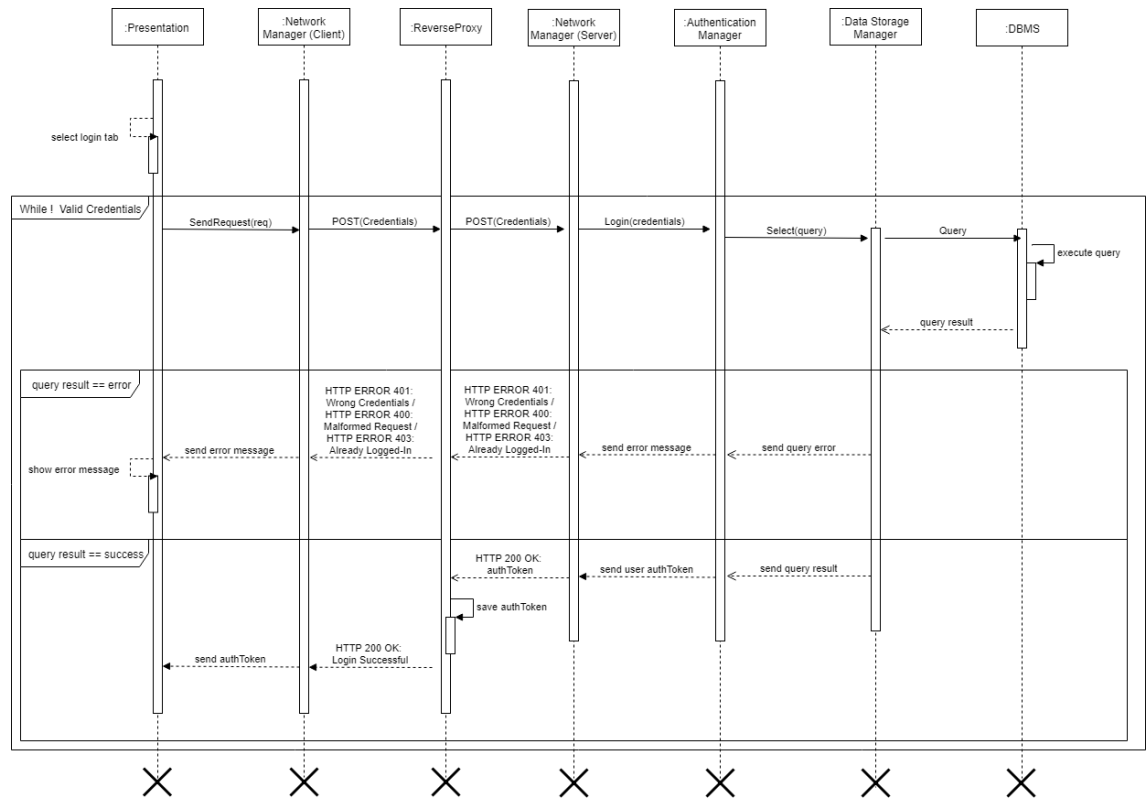 :Presentation
:Network
Manager (Client)
:ReverseProxy
:Network
Manager (Server)
:Authentication
Manager
:Data Storage
Manager
:DBMS
select login tab
While !  Valid Credentials
SendRequest(req)
POST(Credentials)
POST(Credentials)
Login(credentials)
Select(query)
Query
execute query
query result
query result == error
HTTP ERROR 401:
Wrong Credentials /
HTTP ERROR 400:
Malformed Request /
HTTP ERROR 403:
Already Logged-In
HTTP ERROR 401:
Wrong Credentials /
HTTP ERROR 400:
Malformed Request /
HTTP ERROR 403:
Already Logged-In
send error message
send error message
send query error
show error message
query result == success
HTTP 200 OK:
authToken
send user authToken
send query result
save authToken
HTTP 200 OK:
Login Successful
send authToken